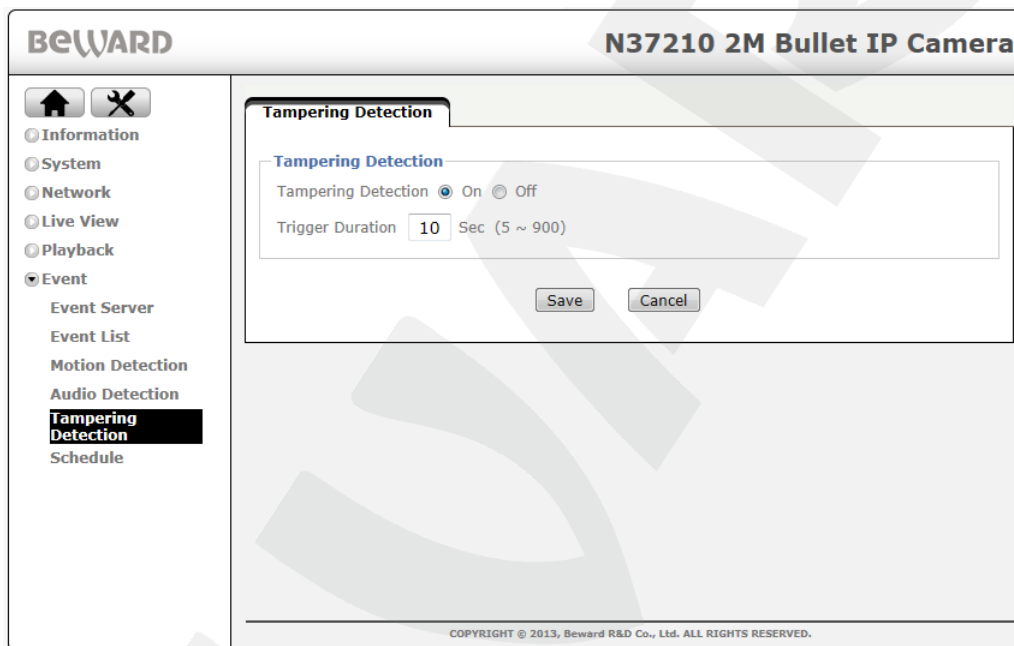 BEWARD
N37210 2M Bullet IP Camera
Information
System
Network
Live View
Playback
Event
Event Server
Event List
Motion Detection
Audio Detection
Tampering
Detection
Schedule
Tampering Detection
Tampering Detection
Tampering Detection On Off
Trigger Duration 10 Sec (5 ~ 900)
Save Cancel
COPYRIGHT © 2013, Beward R&D Co., Ltd. ALL RIGHTS RESERVED.